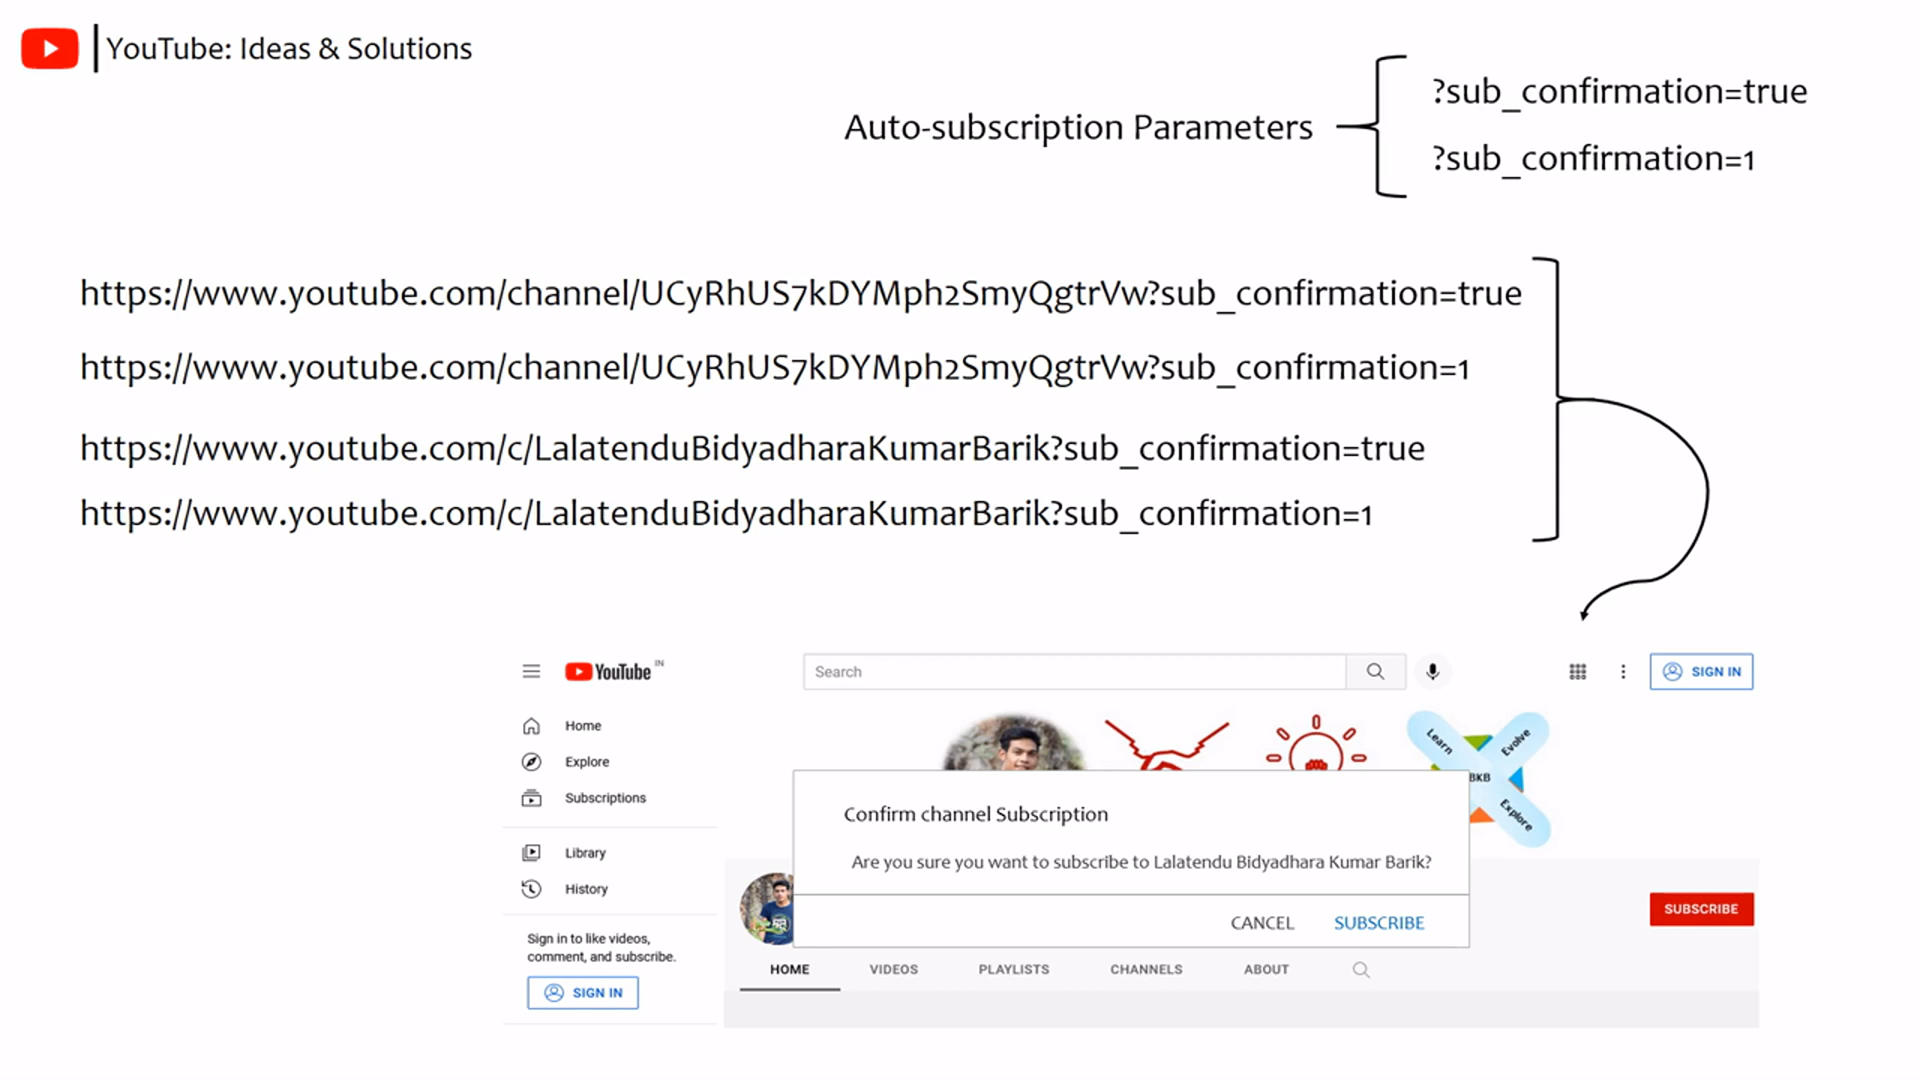 YouTube: Ideas & Solutions
Auto-subscription Parameters
?sub_confirmation=true
?sub_confirmation=1
https://www.youtube.com/channel/UCyRhUS7kDYMph2SmyQgtrVw?sub_confirmation=true
https://www.youtube.com/channel/UCyRhUS7kDYMph2SmyQgtrVw?sub_confirmation=1
https://www.youtube.com/c/LalatenduBidyadharaKumarBarik?sub_confirmation=true
https://www.youtube.com/c/LalatenduBidyadharaKumarBarik?sub_confirmation=1
YouTube IN
Search
SIGN IN
Home
Explore
Subscriptions
Library
History
Sign in to like videos,
comment, and subscribe.
SIGN IN
Learn
Evolve
BKB
Explore
Confirm channel Subscription
Are you sure you want to subscribe to Lalatendu Bidyadhara Kumar Barik?
CANCEL SUBSCRIBE
SUBSCRIBE
HOME VIDEOS PLAYLISTS CHANNELS ABOUT